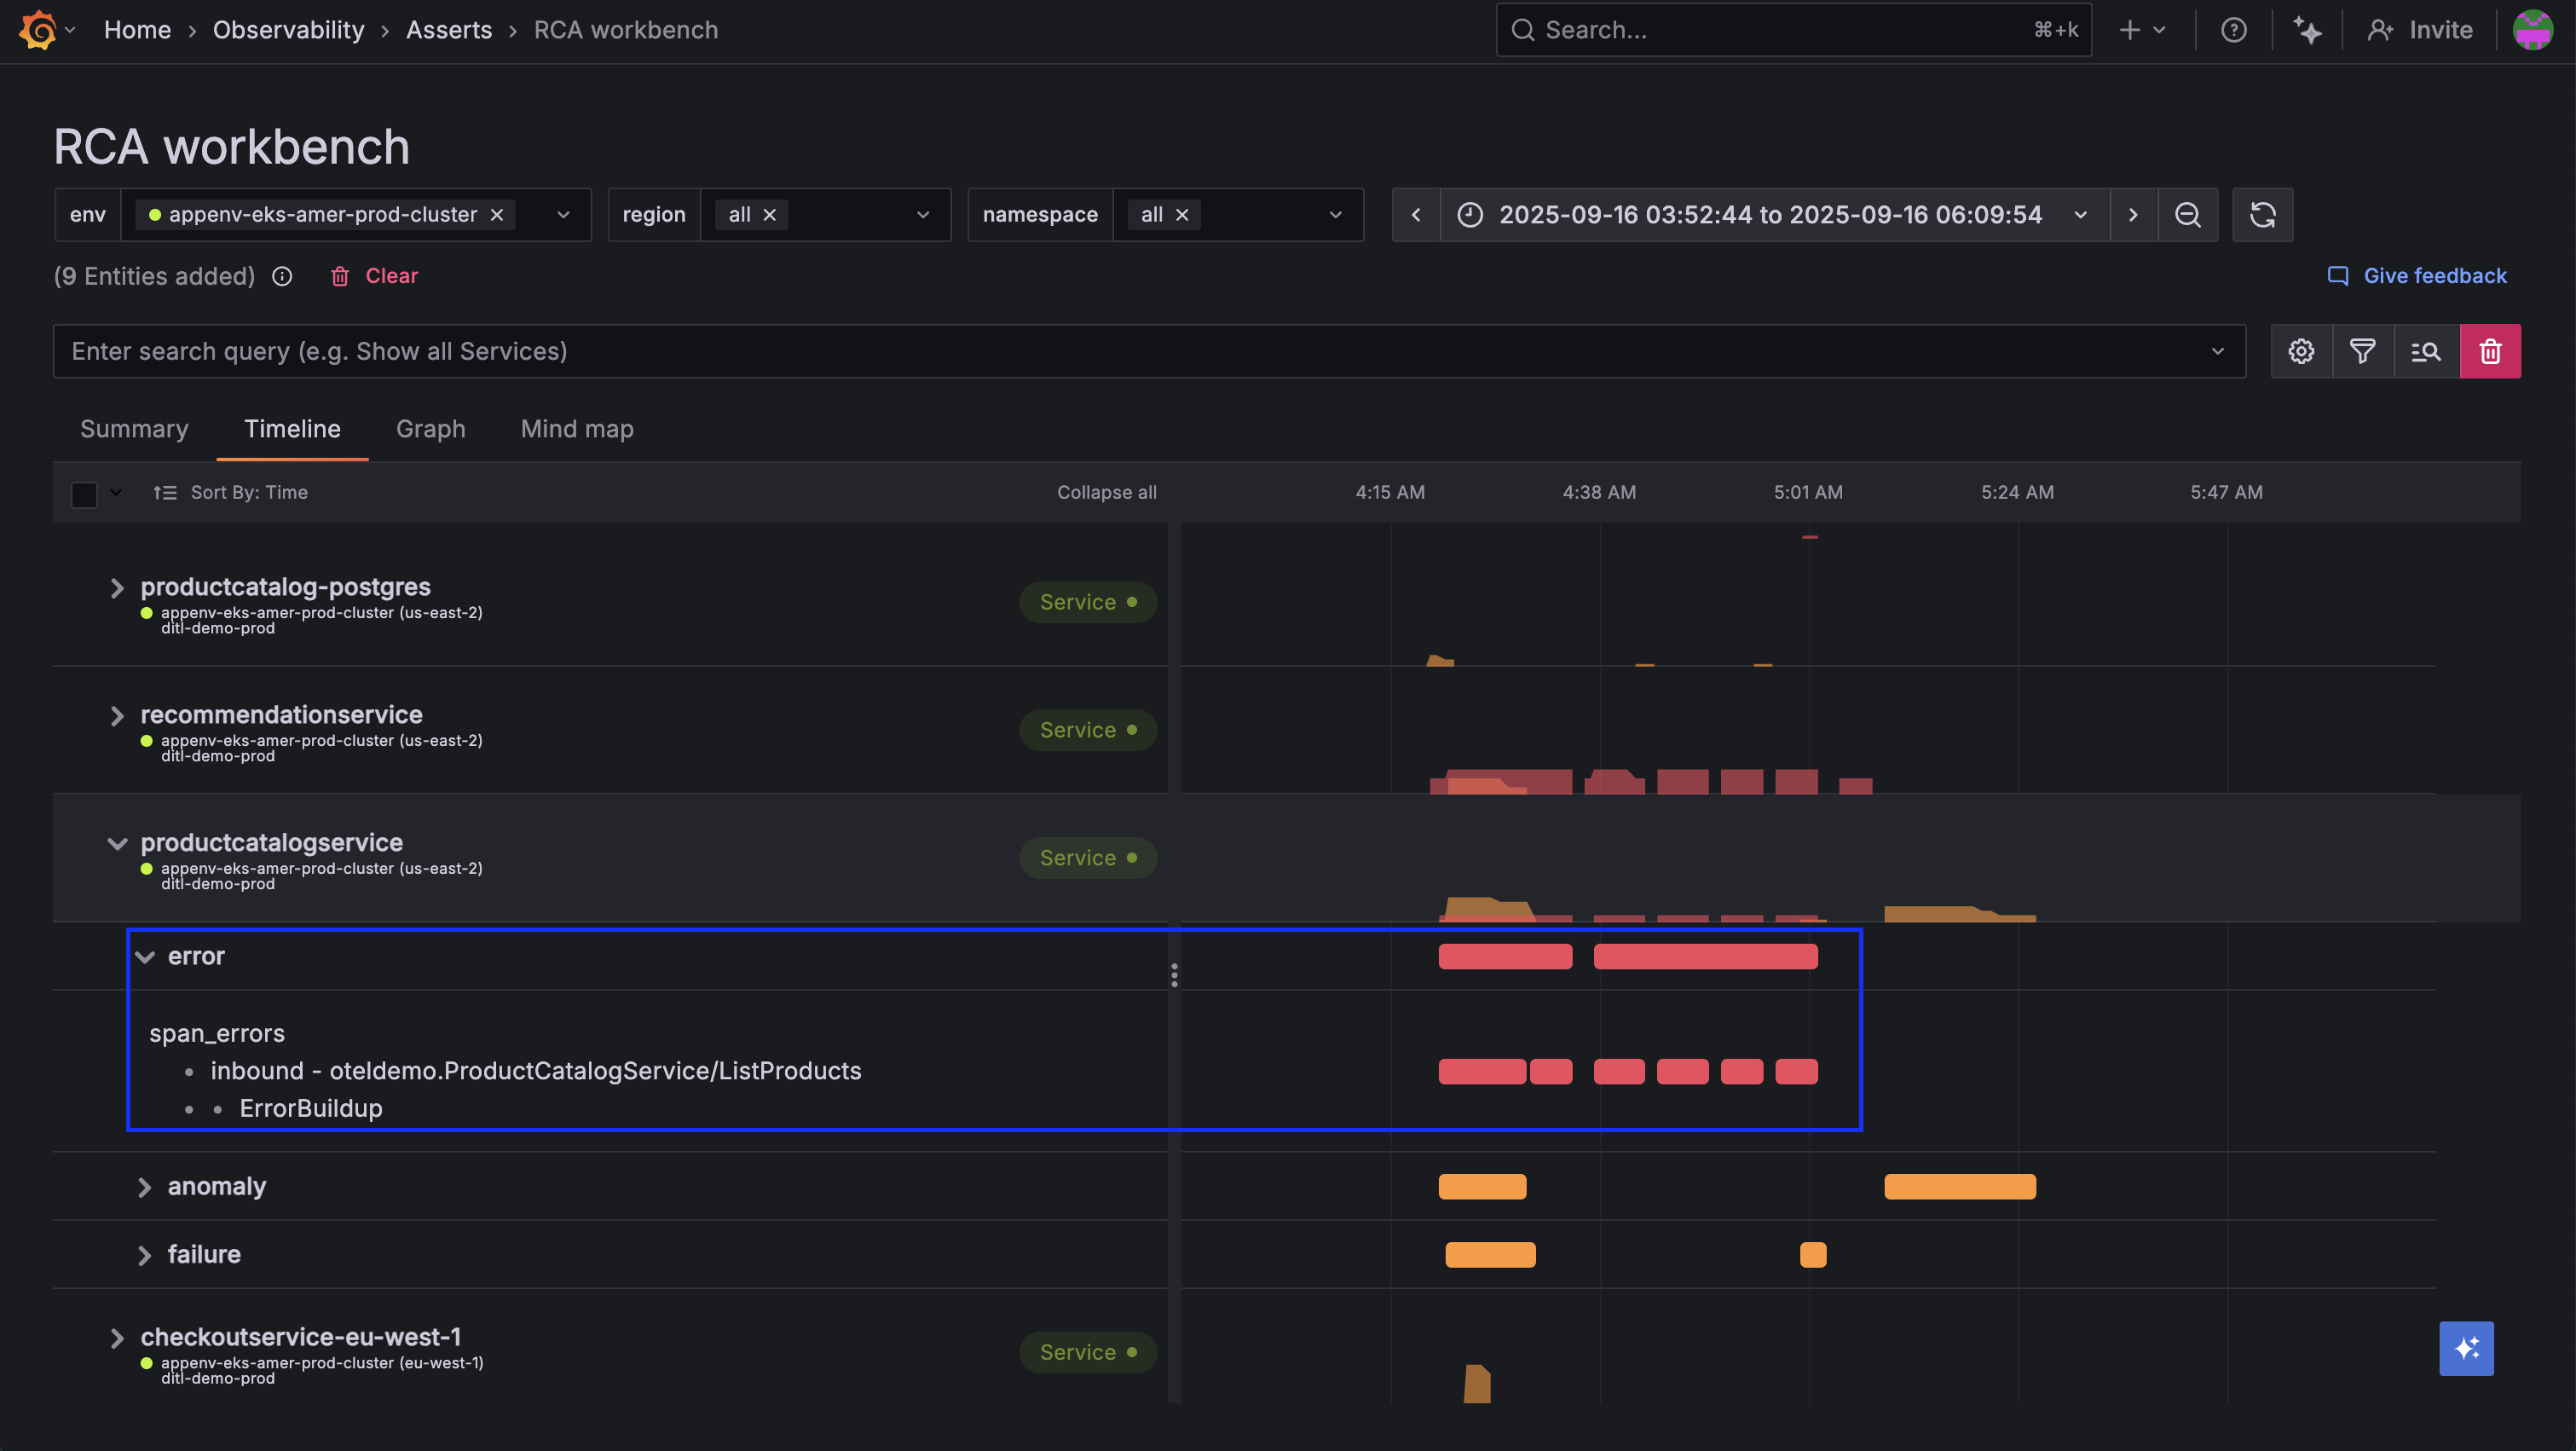 Home › Observability › Asserts › RCA workbench
Search... ⌘+k
Invite
RCA workbench
env appenv-eks-amer-prod-cluster region all namespace all 2025-09-16 03:52:44 to 2025-09-16 06:09:54
(9 Entities added) Clear Give feedback
Enter search query (e.g. Show all Services)
Summary Timeline Graph Mind map
Sort By: Time Collapse all 4:15 AM 4:38 AM 5:01 AM 5:24 AM 5:47 AM
productcatalog-postgres
appenv-eks-amer-prod-cluster (us-east-2)
ditl-demo-prod
Service
recommendationservice
appenv-eks-amer-prod-cluster (us-east-2)
ditl-demo-prod
Service
productcatalogservice
appenv-eks-amer-prod-cluster (us-east-2)
ditl-demo-prod
Service
error
span_errors
• inbound - oteldemo.ProductCatalogService/ListProducts
• • ErrorBuildup
anomaly
failure
checkoutservice-eu-west-1
appenv-eks-amer-prod-cluster (eu-west-1)
ditl-demo-prod
Service